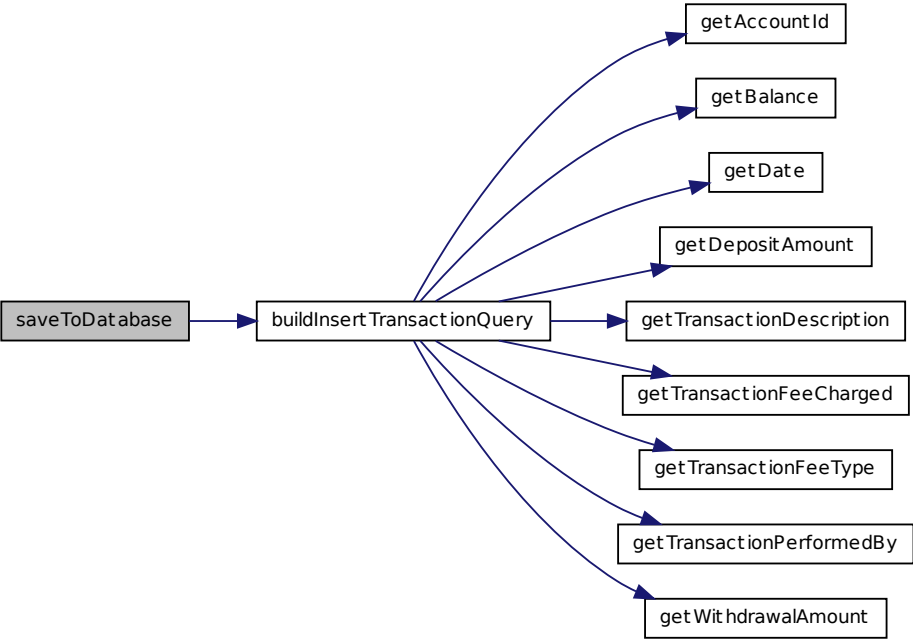 getAccountId
getBalance
getDate
getDepositAmount
saveToDatabase
buildInsertTransactionQuery
getTransactionDescription
getTransactionFeeCharged
getTransactionFeeType
getTransactionPerformedBy
getWithdrawalAmount